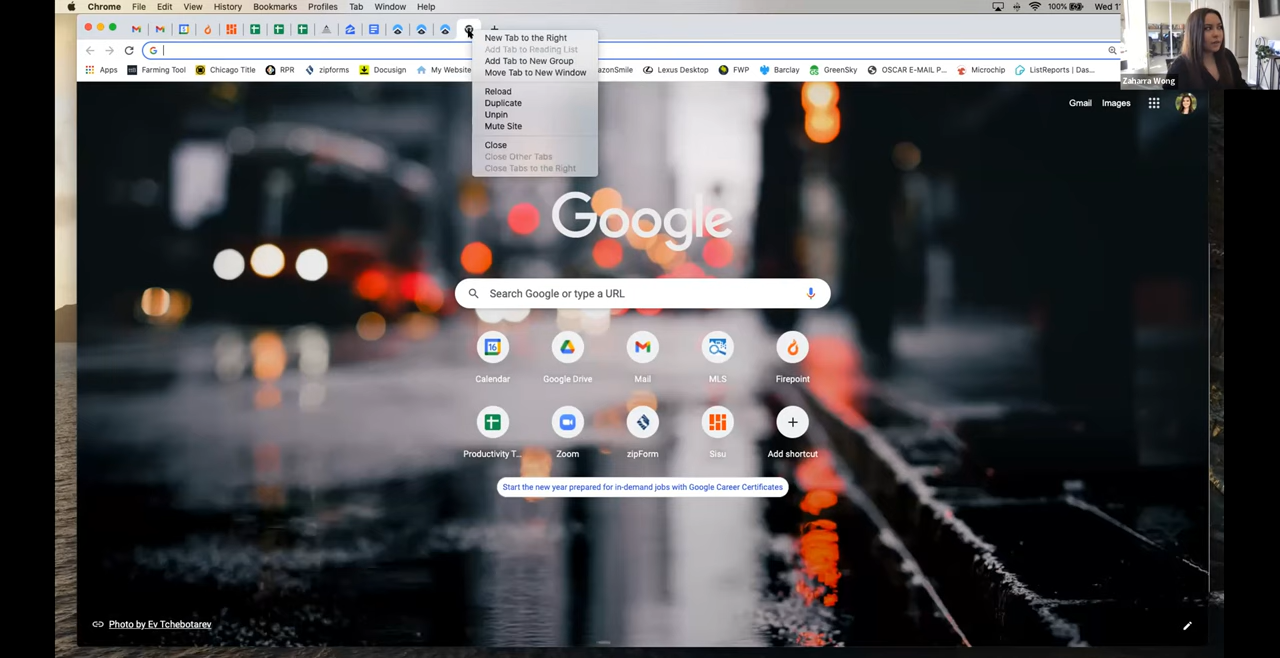 Chrome File Edit View History Bookmarks Profiles Tab Window Help
100% Wed 1
New Tab to the Right
Add Tab to Reading List
Add Tab to New Group
Move Tab to New Window
Reload
Duplicate
Unpin
Mute Site
Close
Close Other Tabs
Close Tabs to the Right
Apps Farming Tool Chicago Title RPR zipforms Docusign My Website azonSmile Lexus Desktop FWP Barclay GreenSky OSCAR E-MAIL P... Microchip ListReports | Das...
Zaharra Wong
Gmail Images
Google
Search Google or type a URL
16
Calendar Google Drive Mail MLS Firepoint
Productivity T... Zoom zipForm Sisu Add shortcut
Start the new year prepared for in-demand jobs with Google Career Certificates
Photo by Ev Tchebotarev